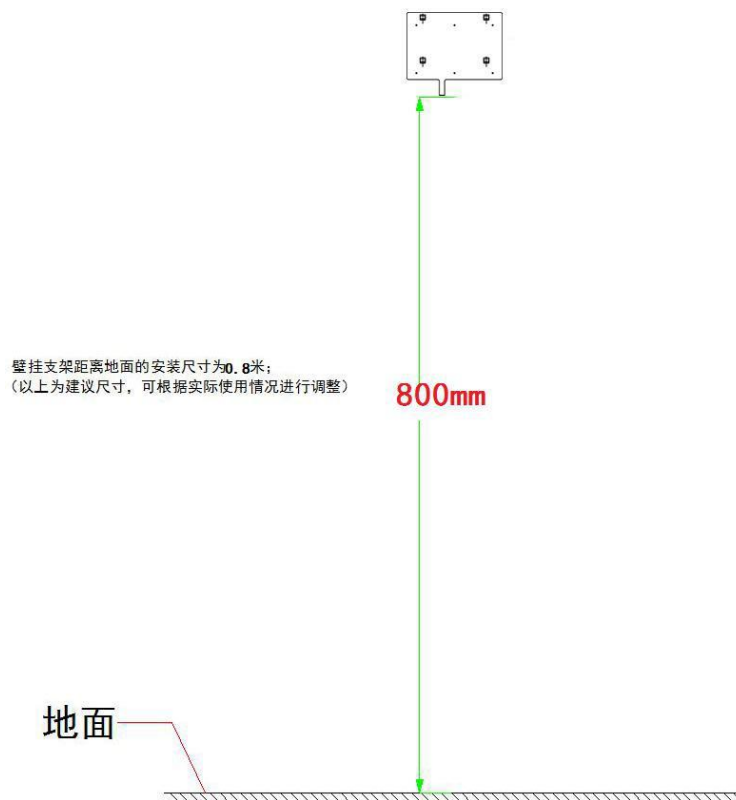 壁挂支架距离地面的安装尺寸为0.8米；
（以上为建议尺寸，可根据实际使用情况进行调整）
800mm
地面